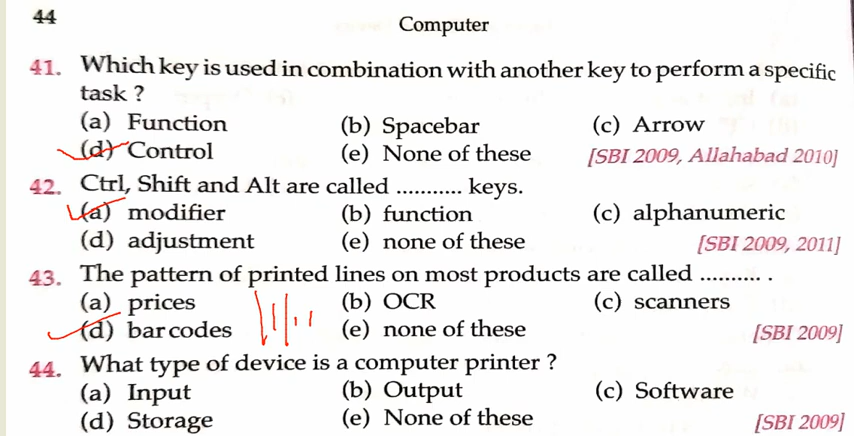 44
Computer
41. Which key is used in combination with another key to perform a specific
task ?
(a) Function (b) Spacebar (c) Arrow
(d) Control (e) None of these [SBI 2009, Allahabad 2010]
42. Ctrl, Shift and Alt are called ........... keys.
(a) modifier (b) function (c) alphanumeric
(d) adjustment (e) none of these [SBI 2009, 2011]
43. The pattern of printed lines on most products are called .......... .
(a) prices (b) OCR (c) scanners
(d) bar codes (e) none of these [SBI 2009]
44. What type of device is a computer printer ?
(a) Input (b) Output (c) Software
(d) Storage (e) None of these [SBI 2009]